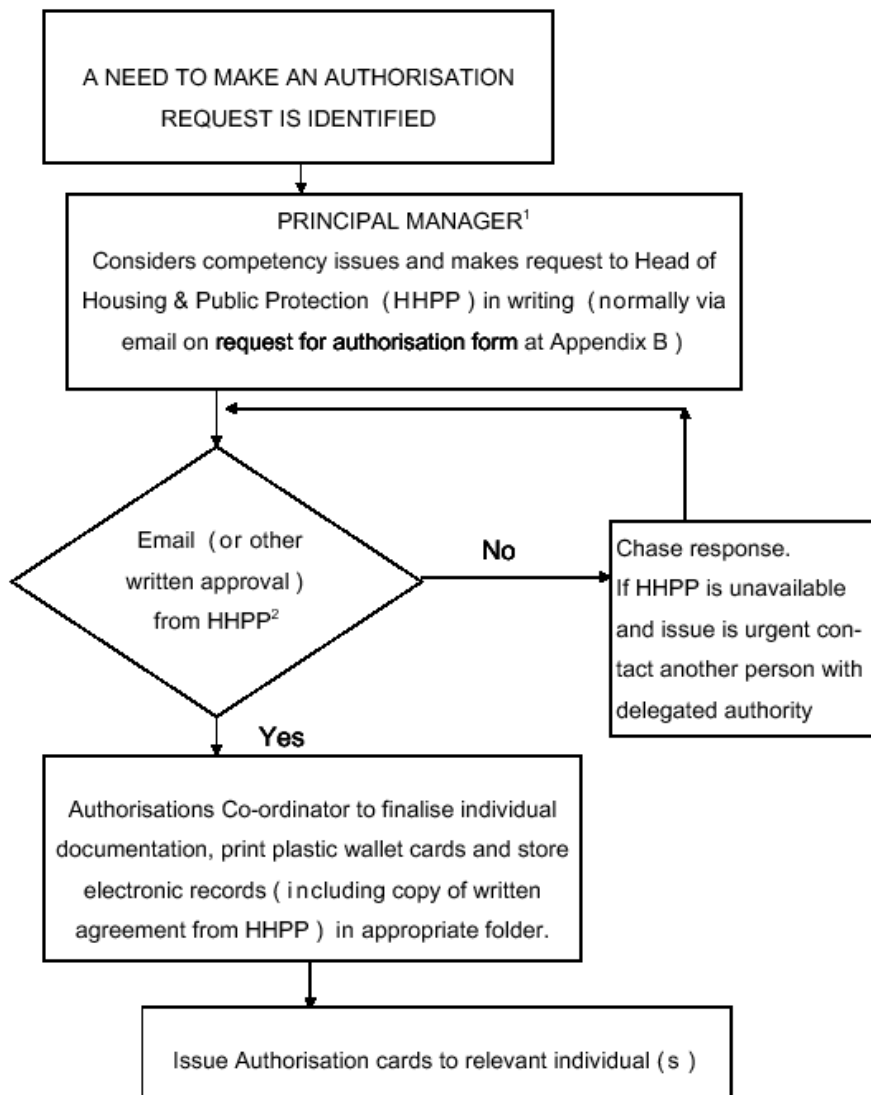 A NEED TO MAKE AN AUTHORISATION
REQUEST IS IDENTIFIED
PRINCIPAL MANAGER¹
Considers competency issues and makes request to Head of
Housing & Public Protection (HHPP) in writing (normally via
email on request for authorisation form at Appendix B)
Email (or other
written approval)
from HHPP²
No
Chase response.
If HHPP is unavailable
and issue is urgent con-
tact another person with
delegated authority
Yes
Authorisations Co-ordinator to finalise individual
documentation, print plastic wallet cards and store
electronic records (including copy of written
agreement from HHPP) in appropriate folder.
Issue Authorisation cards to relevant individual (s)